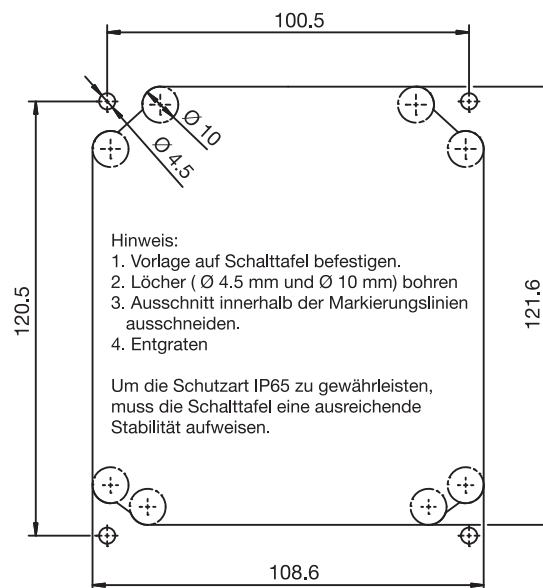 100.5
Ø 10
Ø 4.5
Hinweis:
1. Vorlage auf Schalttafel befestigen.
2. Löcher ( Ø 4.5 mm und Ø 10 mm) bohren
3. Ausschnitt innerhalb der Markierungslinien
ausschneiden.
4. Entgraten
Um die Schutzart IP65 zu gewährleisten,
muss die Schalttafel eine ausreichende
Stabilität aufweisen.
120.5
121.6
108.6